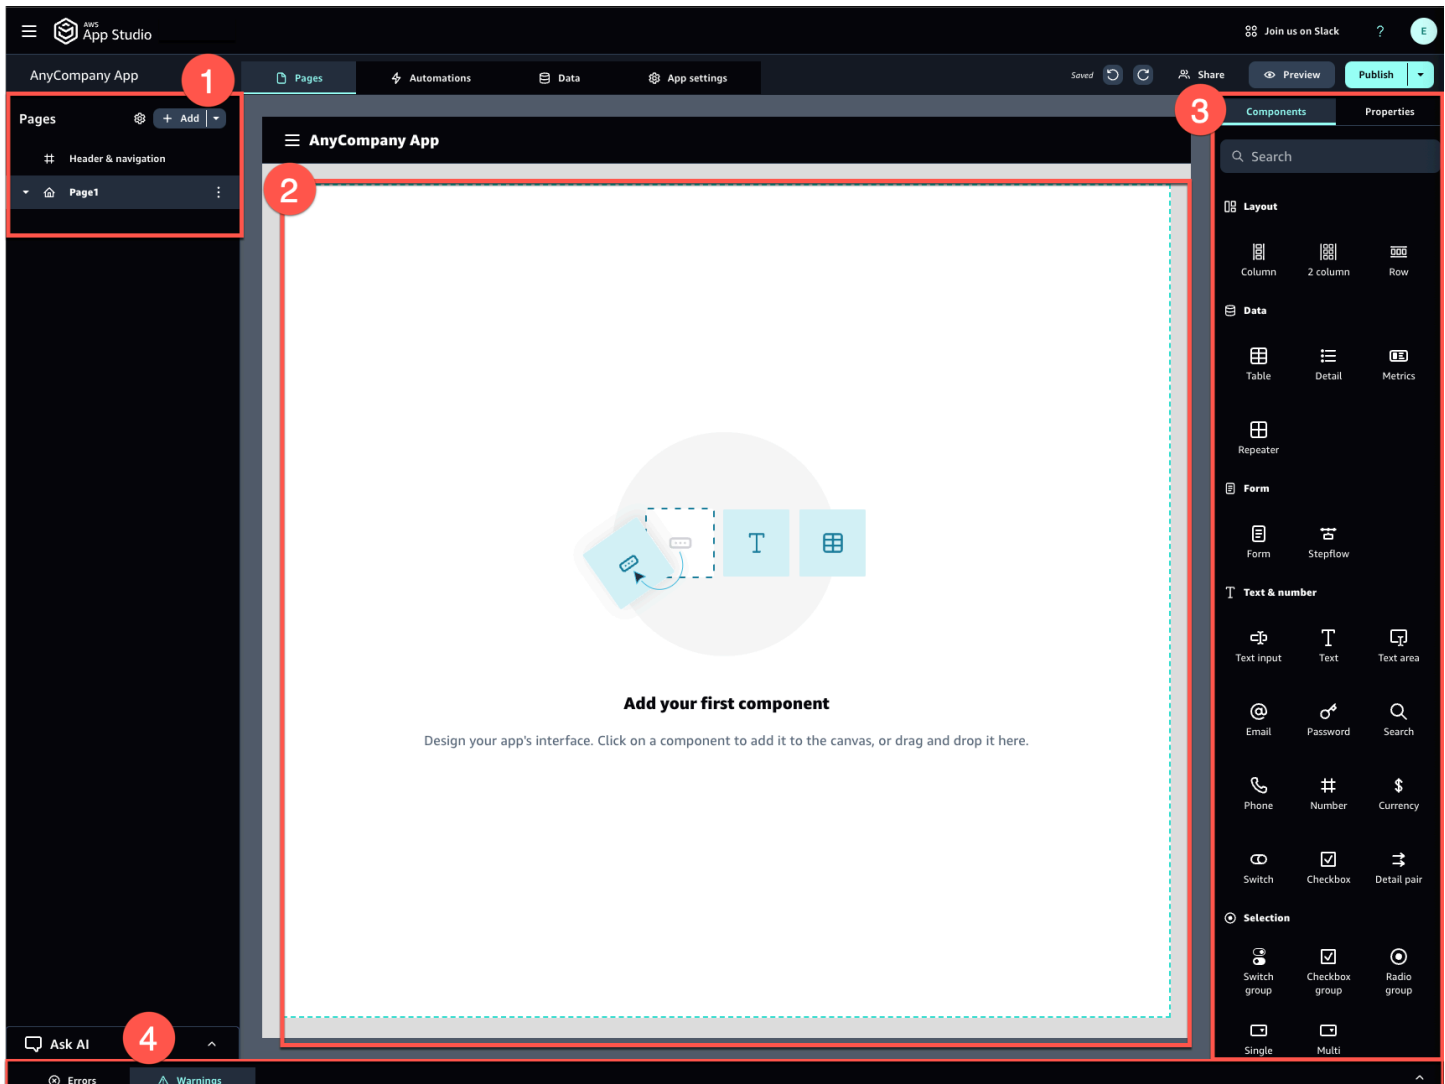 AWS
App Studio
Join us on Slack
?
E
AnyCompany App
1
Pages
Automations
Data
App settings
Saved
Share
Preview
Publish
Pages
+ Add
Header & navigation
Page1
AnyCompany App
2
Add your first component
Design your app's interface. Click on a component to add it to the canvas, or drag and drop it here.
3
Components
Properties
Search
Layout
Column
2 column
Row
Data
Table
Detail
Metrics
Repeater
Form
Form
Stepflow
Text & number
Text input
Text
Text area
Email
Password
Search
Phone
Number
Currency
Switch
Checkbox
Detail pair
Selection
Switch group
Checkbox group
Radio group
Single
Multi
Ask AI
4
Errors
Warnings